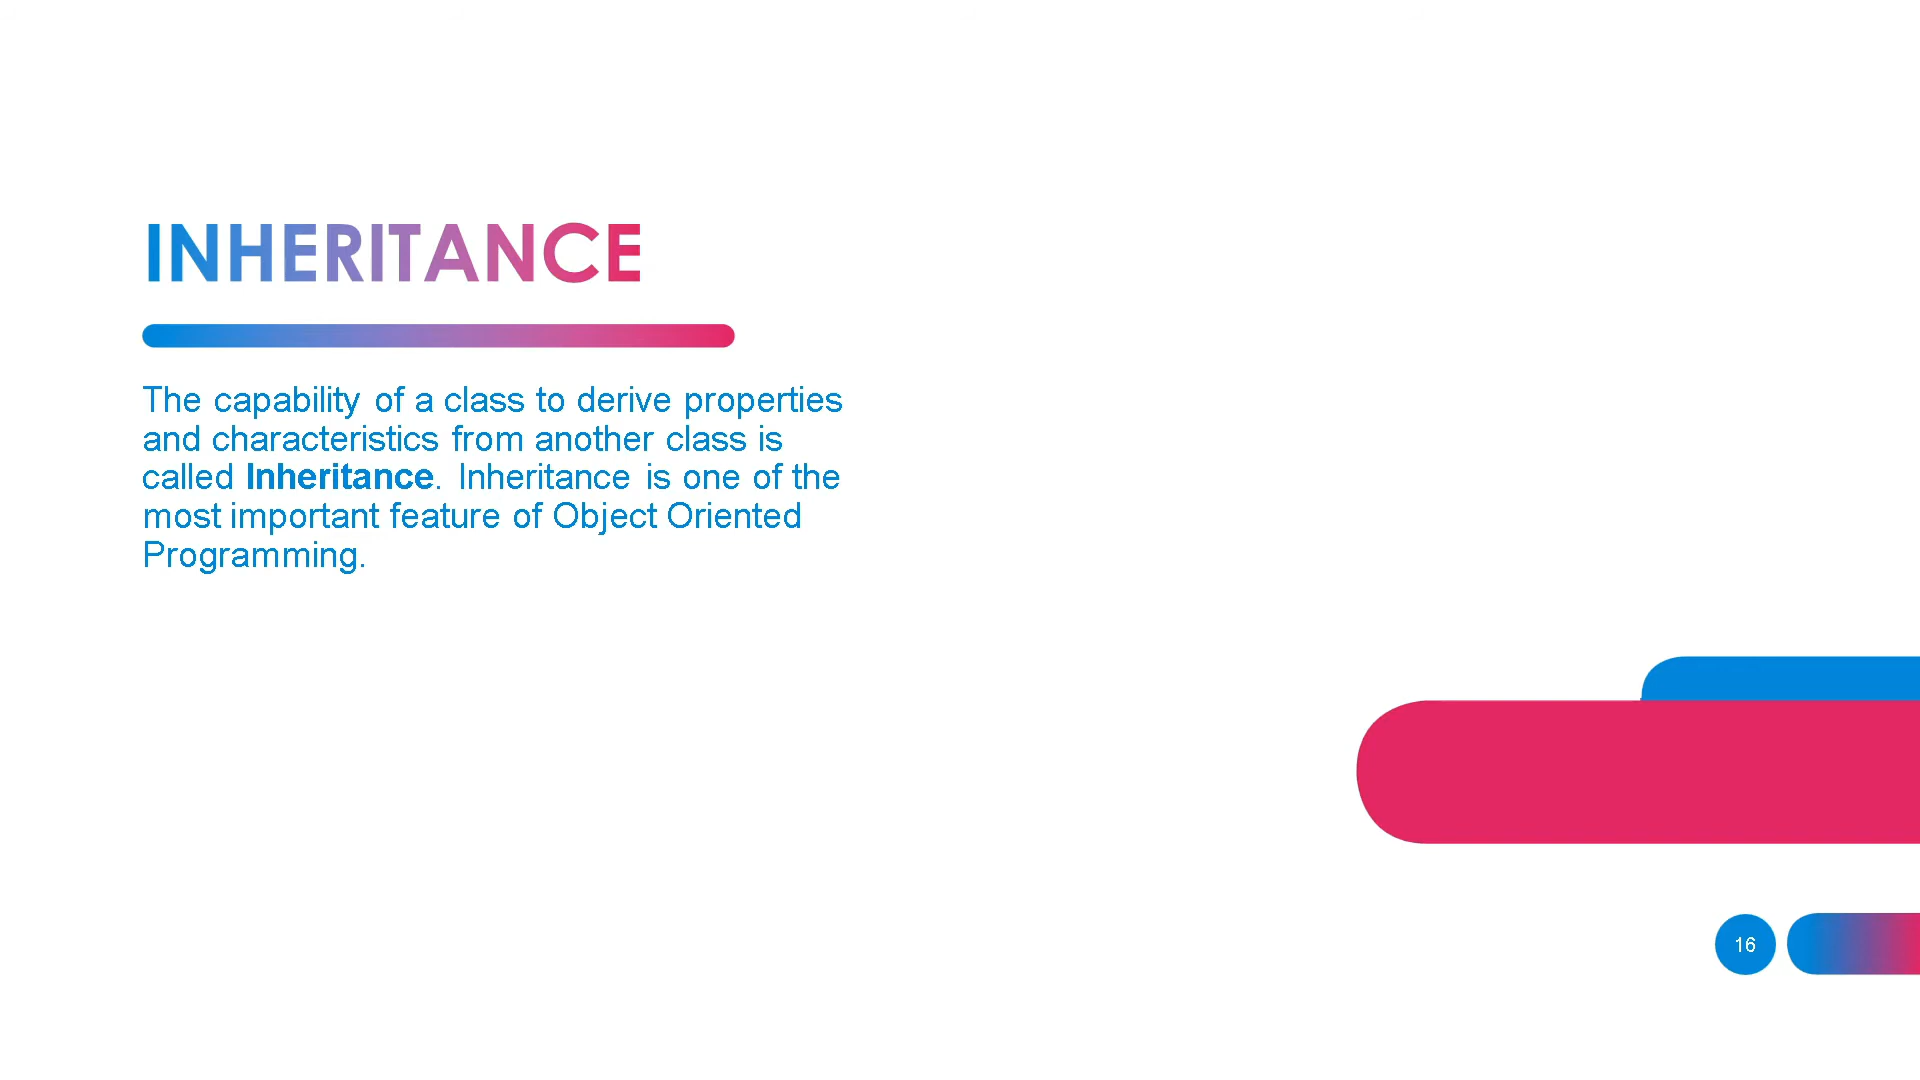 INHERITANCE
The capability of a class to derive properties
and characteristics from another class is
called Inheritance. Inheritance is one of the
most important feature of Object Oriented
Programming.
16